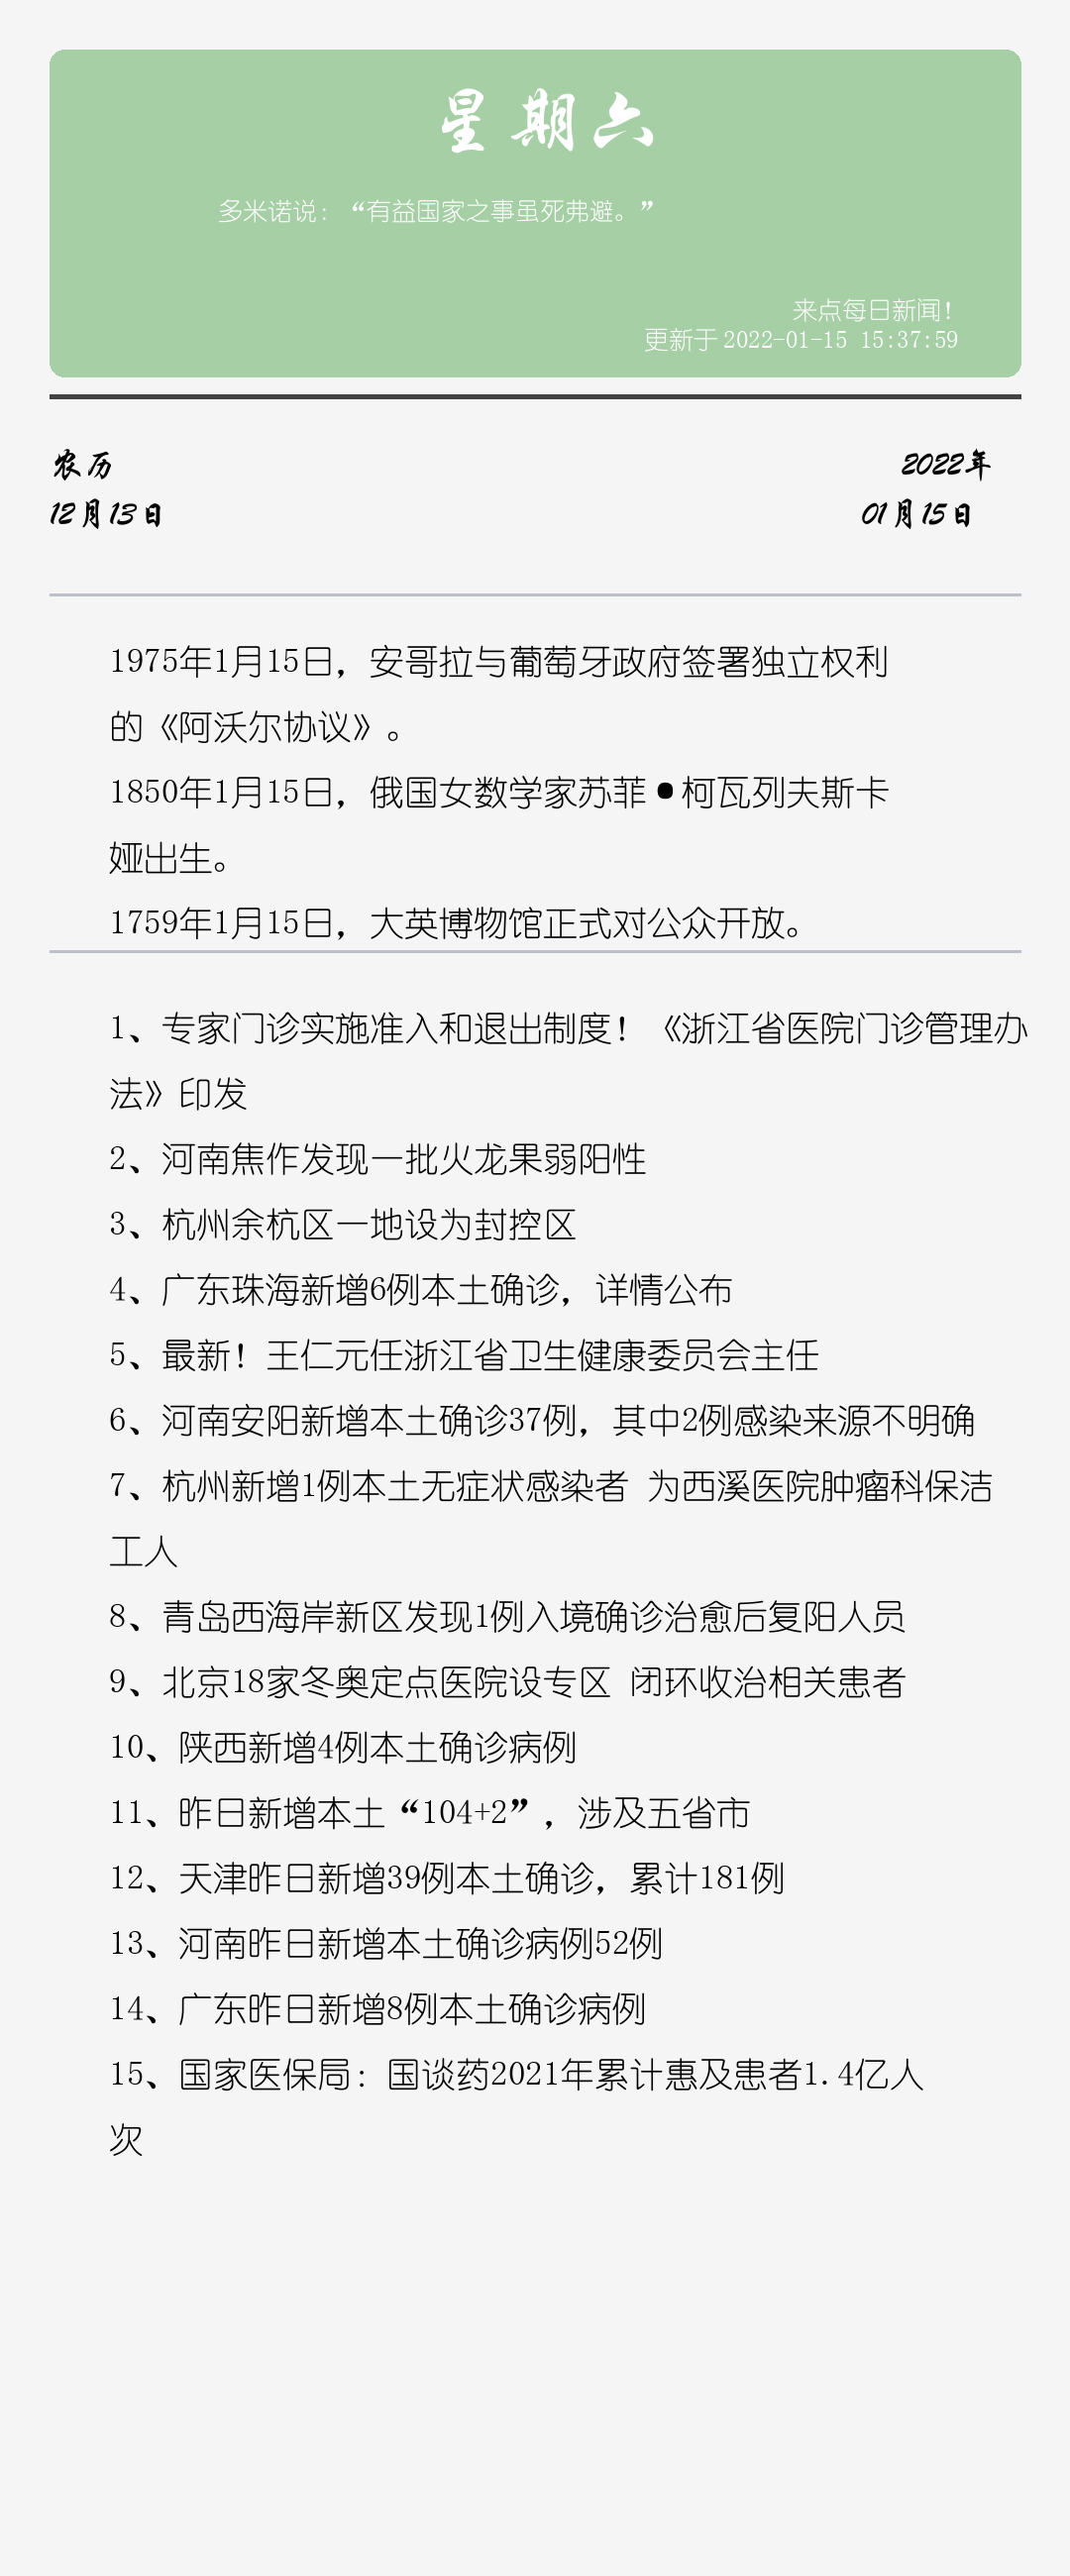 星期六
多米诺说：“有益国家之事虽死弗避。”
来点每日新闻！
更新于 2022-01-15 15:37:59
农历
2022年
12月13日
01月15日
1975年1月15日，安哥拉与葡萄牙政府签署独立权利
的《阿沃尔协议》。
1850年1月15日，俄国女数学家苏菲•柯瓦列夫斯卡
娅出生。
1759年1月15日，大英博物馆正式对公众开放。
1、专家门诊实施准入和退出制度！《浙江省医院门诊管理办
法》印发
2、河南焦作发现一批火龙果弱阳性
3、杭州余杭区一地设为封控区
4、广东珠海新增6例本土确诊，详情公布
5、最新！王仁元任浙江省卫生健康委员会主任
6、河南安阳新增本土确诊37例，其中2例感染来源不明确
7、杭州新增1例本土无症状感染者 为西溪医院肿瘤科保洁
工人
8、青岛西海岸新区发现1例入境确诊治愈后复阳人员
9、北京18家冬奥定点医院设专区 闭环收治相关患者
10、陕西新增4例本土确诊病例
11、昨日新增本土“104+2”，涉及五省市
12、天津昨日新增39例本土确诊，累计181例
13、河南昨日新增本土确诊病例52例
14、广东昨日新增8例本土确诊病例
15、国家医保局：国谈药2021年累计惠及患者1.4亿人
次